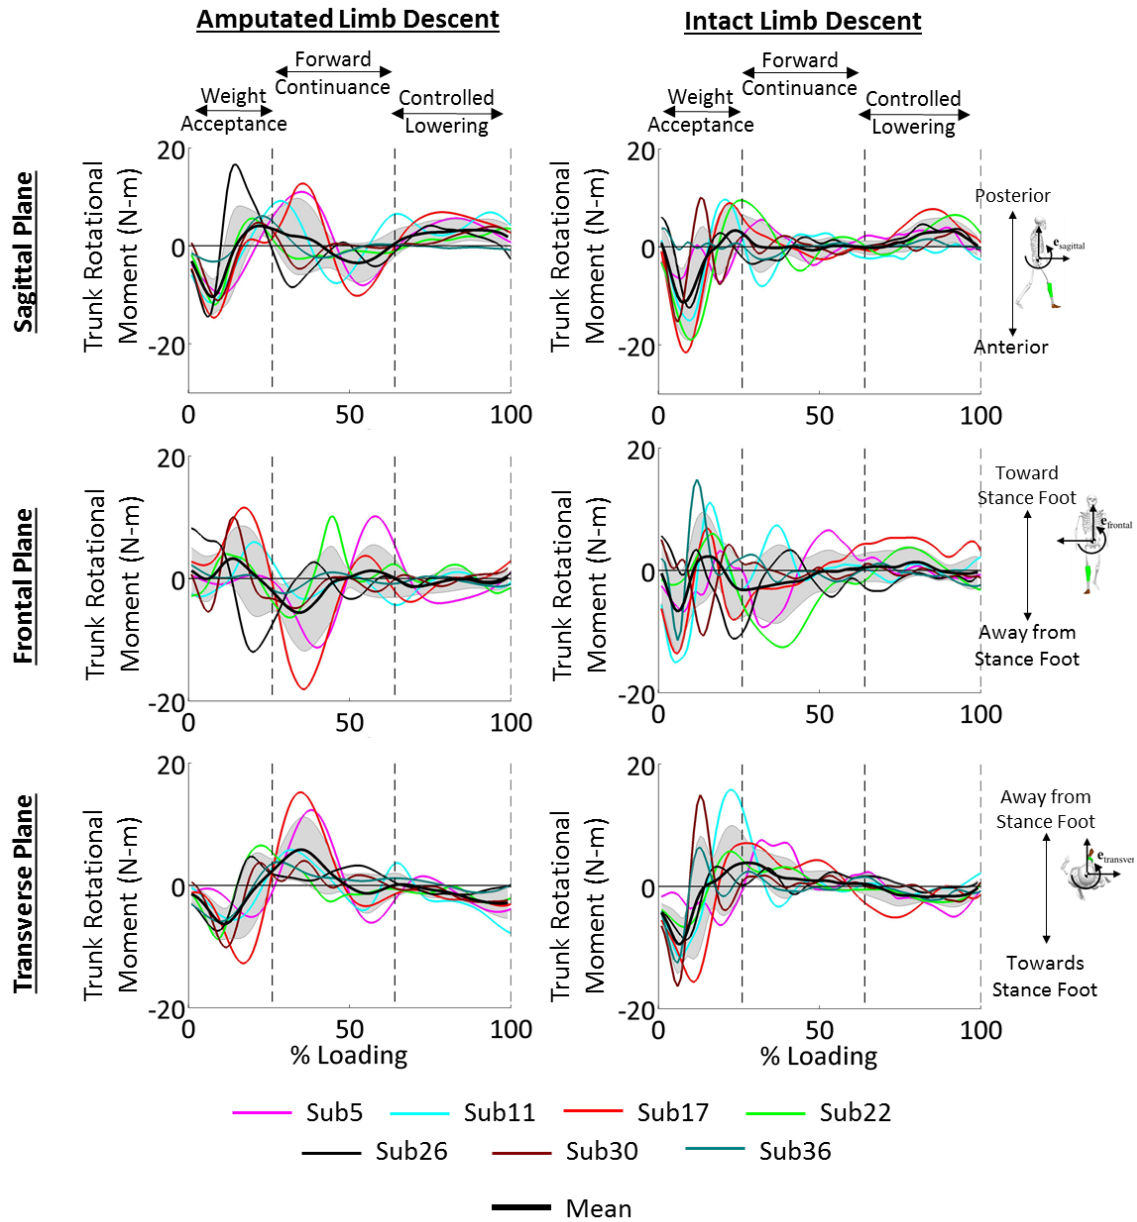 Amputated Limb Descent
Intact Limb Descent
Forward
Continuance
Weight
Acceptance
Controlled
Lowering
Forward
Continuance
Weight
Acceptance
Controlled
Lowering
Sagittal Plane
Trunk Rotational
Moment (N-m)
20
0
-20
0
50
100
Trunk Rotational
Moment (N-m)
20
0
-20
0
50
100
Posterior
e sagittal
Anterior
Frontal Plane
Trunk Rotational
Moment (N-m)
20
0
-20
0
50
100
Trunk Rotational
Moment (N-m)
20
0
-20
0
50
100
Toward
Stance Foot
e frontal
Away from
Stance Foot
Transverse Plane
Trunk Rotational
Moment (N-m)
20
0
-20
0
50
100
% Loading
Trunk Rotational
Moment (N-m)
20
0
-20
0
50
100
% Loading
Away from
Stance Foot
e transver
Towards
Stance Foot
Sub5
Sub11
Sub17
Sub22
Sub26
Sub30
Sub36
Mean